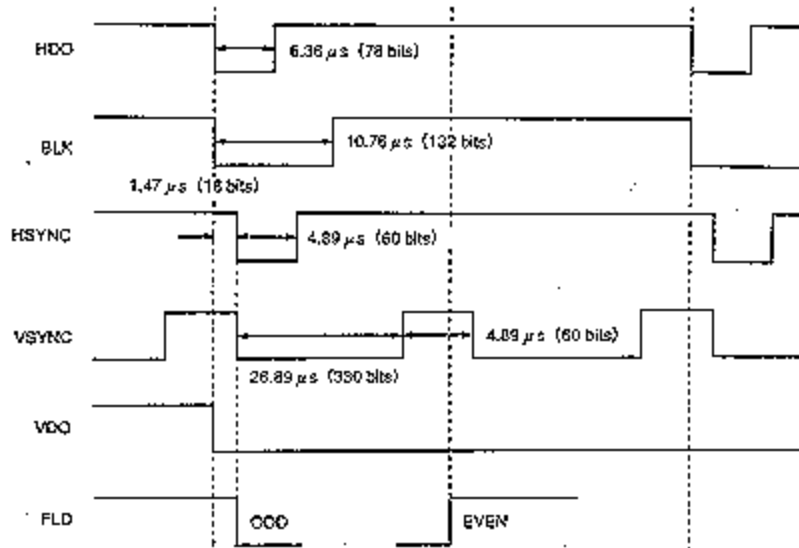 HDO
6.36 μs (78 bits)
BLK
10.76 μs (132 bits)
1.47 μs (18 bits)
HSYNC
4.89 μs (60 bits)
VSYNC
4.89 μs (60 bits)
26.89 μs (330 bits)
VDO
FLD
ODD
EVEN